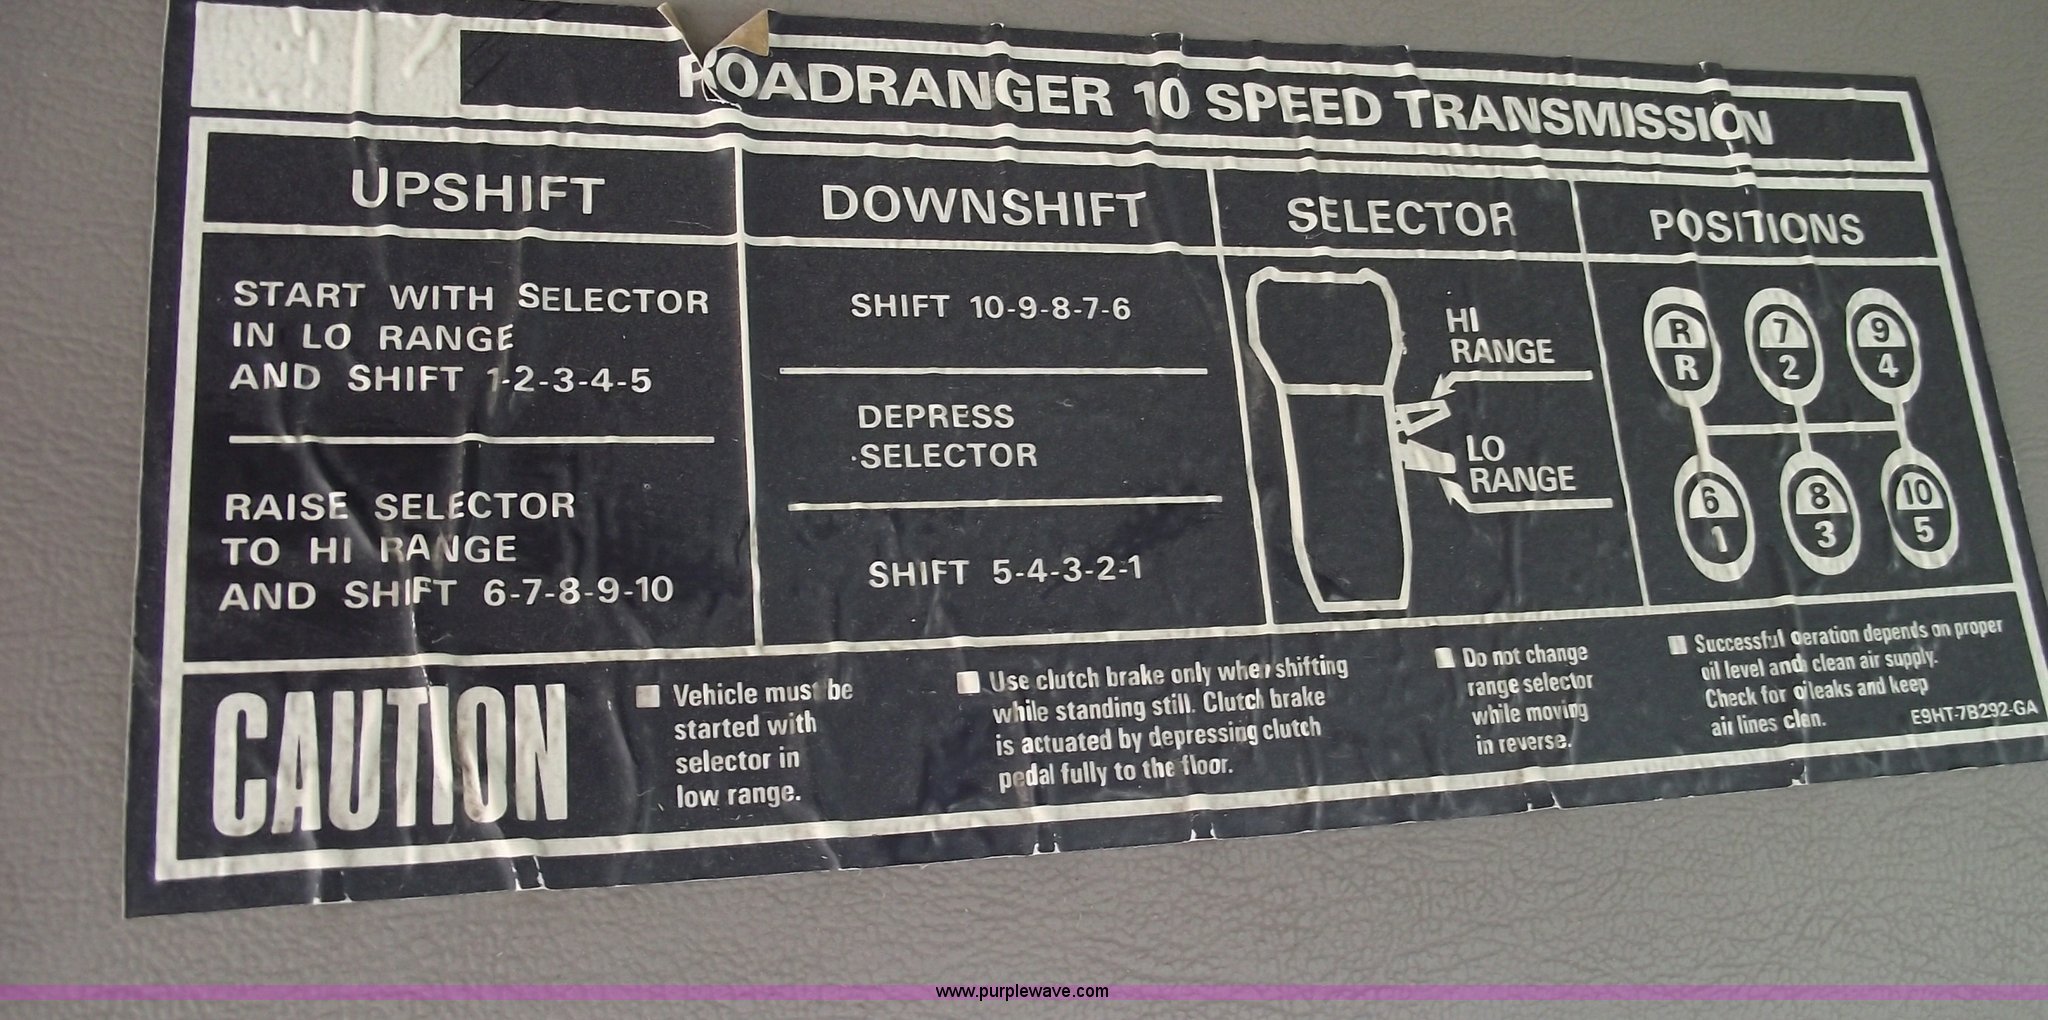 ROADRANGER 10 SPEED TRANSMISSION
UPSHIFT
START WITH SELECTOR
IN LO RANGE
AND SHIFT 1-2-3-4-5
RAISE SELECTOR
TO HI RANGE
AND SHIFT 6-7-8-9-10
DOWNSHIFT
SHIFT 10-9-8-7-6
DEPRESS
SELECTOR
SHIFT 5-4-3-2-1
SELECTOR
HI
RANGE
LO
RANGE
POSITIONS
R 7 9
R 2 4
6 8 10
1 3 5
CAUTION
Vehicle must be
started with
selector in
low range.
Use clutch brake only when shifting
while standing still. Clutch brake
is actuated by depressing clutch
pedal fully to the floor.
Do not change
range selector
while moving
in reverse.
Successful oeration depends on proper
oil level and clean air supply.
Check for oil leaks and keep
air lines clen.
E9HT-7B292-GA
www.purplewave.com